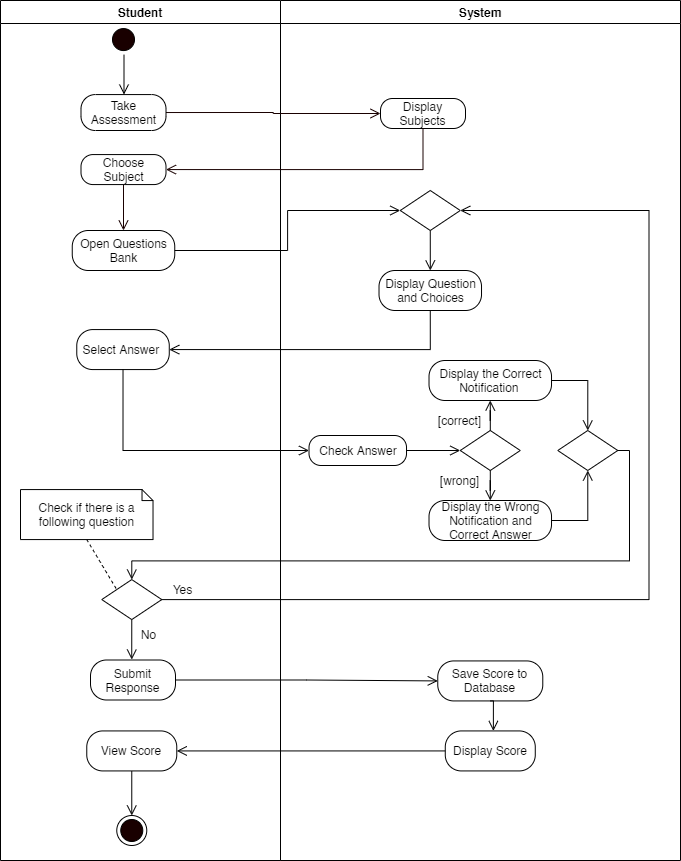 Student
System
Take
Assessment
Display
Subjects
Choose
Subject
Open Questions
Bank
Display Question
and Choices
Select Answer
Display the Correct
Notification
[correct]
Check Answer
[wrong]
Display the Wrong
Notification and
Correct Answer
Check if there is a
following question
Yes
No
Submit
Response
Save Score to
Database
View Score
Display Score